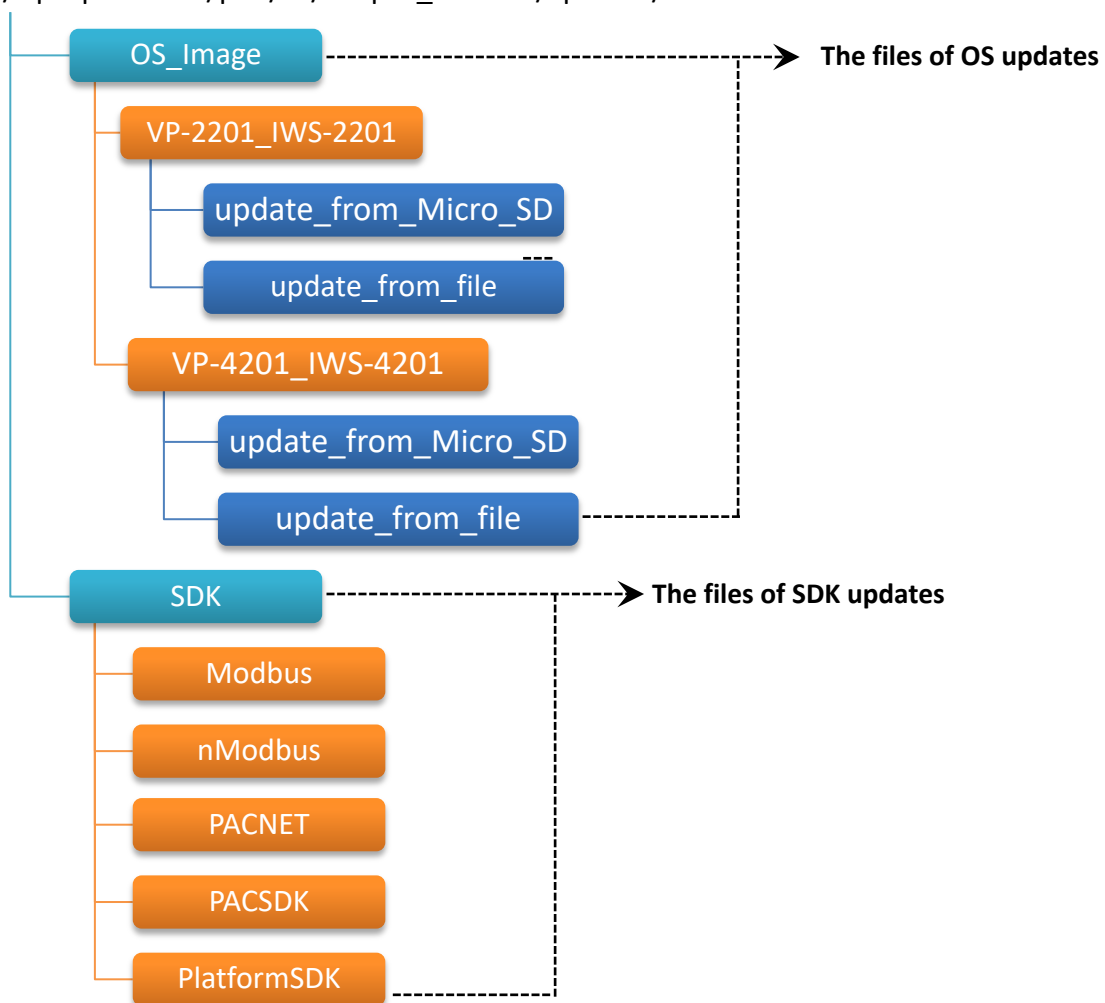 OS_Image
The files of OS updates
VP-2201_IWS-2201
update_from_Micro_SD
update_from_file
VP-4201_IWS-4201
update_from_Micro_SD
update_from_file
SDK
The files of SDK updates
Modbus
nModbus
PACNET
PACSDK
PlatformSDK